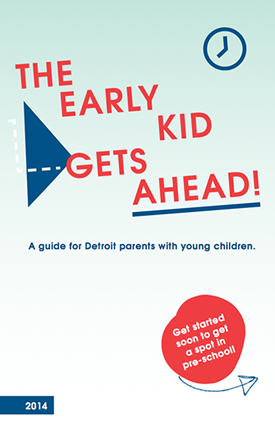 THE
EARLY
KID
GETS
AHEAD!
A guide for Detroit parents with young children.
Get started
soon to get
a spot in
pre-school!
2014